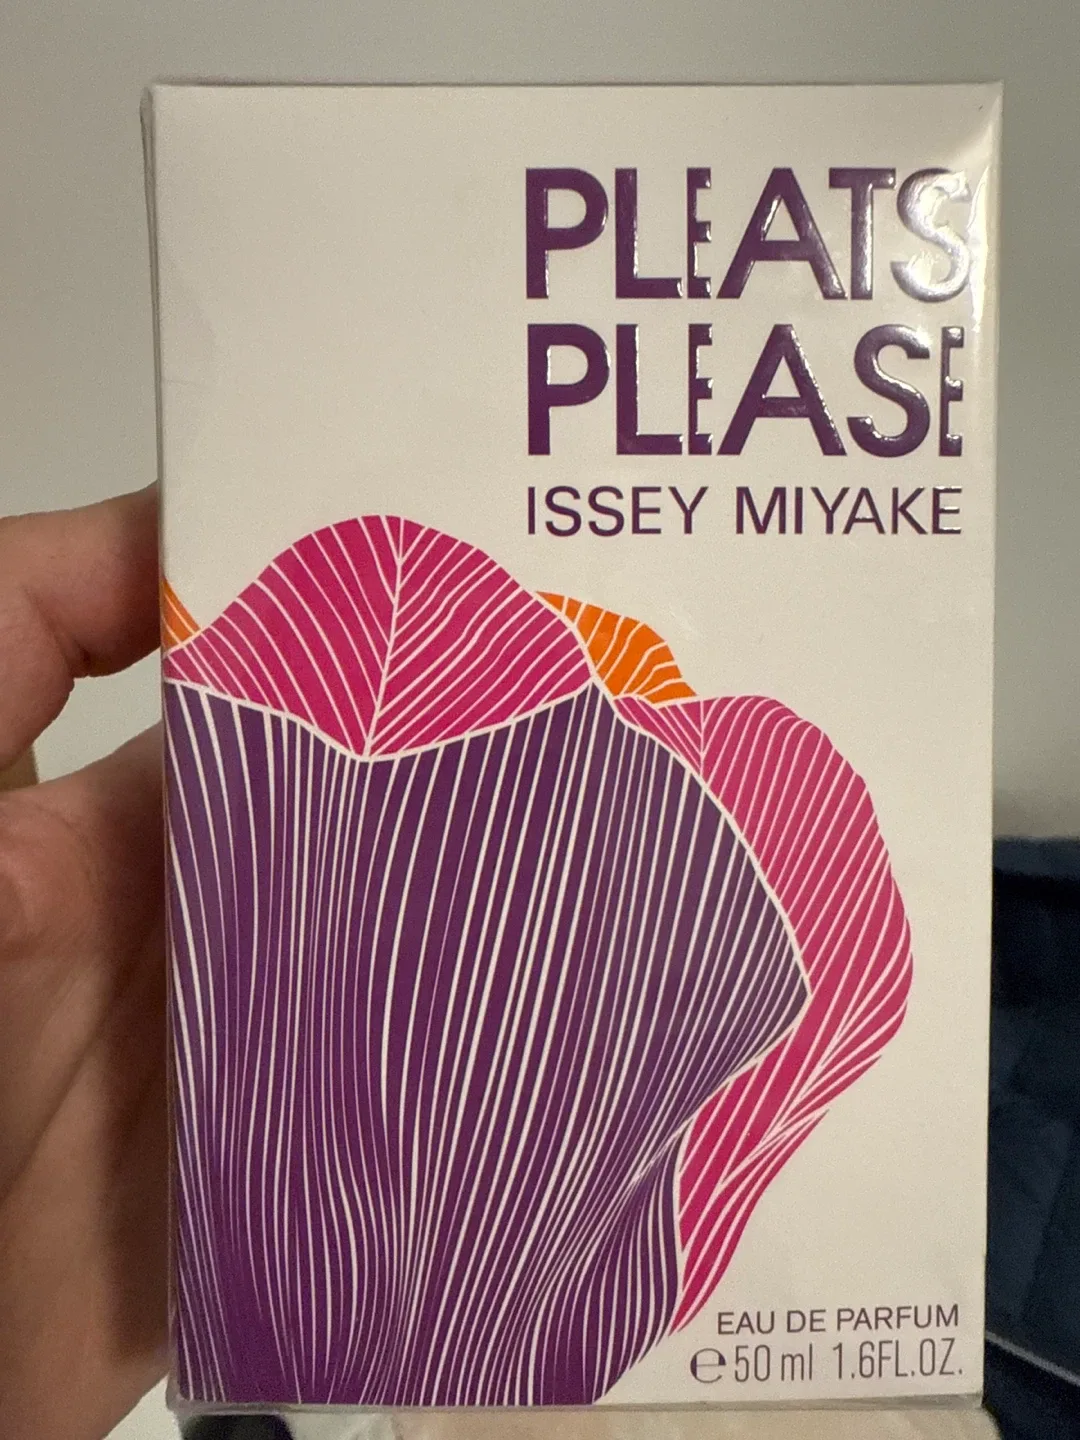 PLEATS
PLEASE
ISSEY MIYAKE
EAU DE PARFUM
℮ 50 ml 1.6FL.OZ.